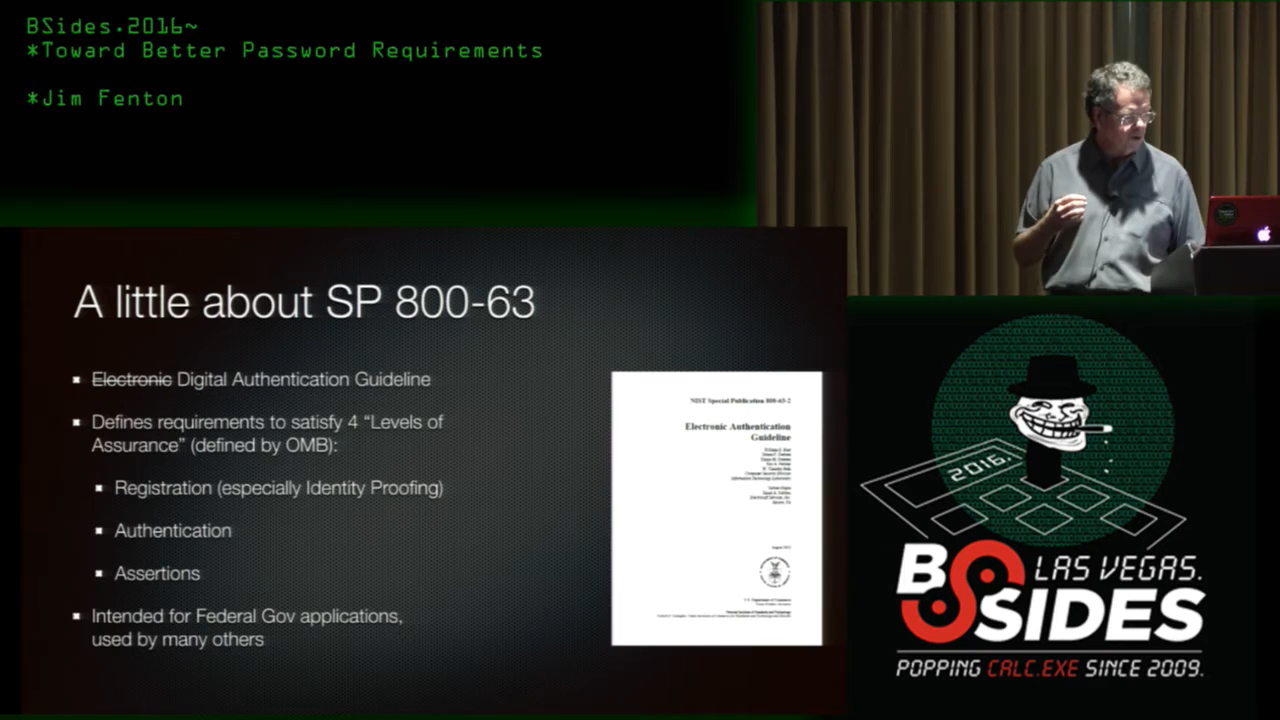 BSides.2016~
*Toward Better Password Requirements
*Jim Fenton
A little about SP 800-63
Electronic Digital Authentication Guideline
Defines requirements to satisfy 4 “Levels of
Assurance” (defined by OMB):
Registration (especially Identity Proofing)
Authentication
Assertions
Intended for Federal Gov applications,
used by many others
NIST Special Publication 800-63-2
Electronic Authentication
Guideline
2016.
BSIDES
LAS VEGAS.
POPPING CALC.EXE SINCE 2009.